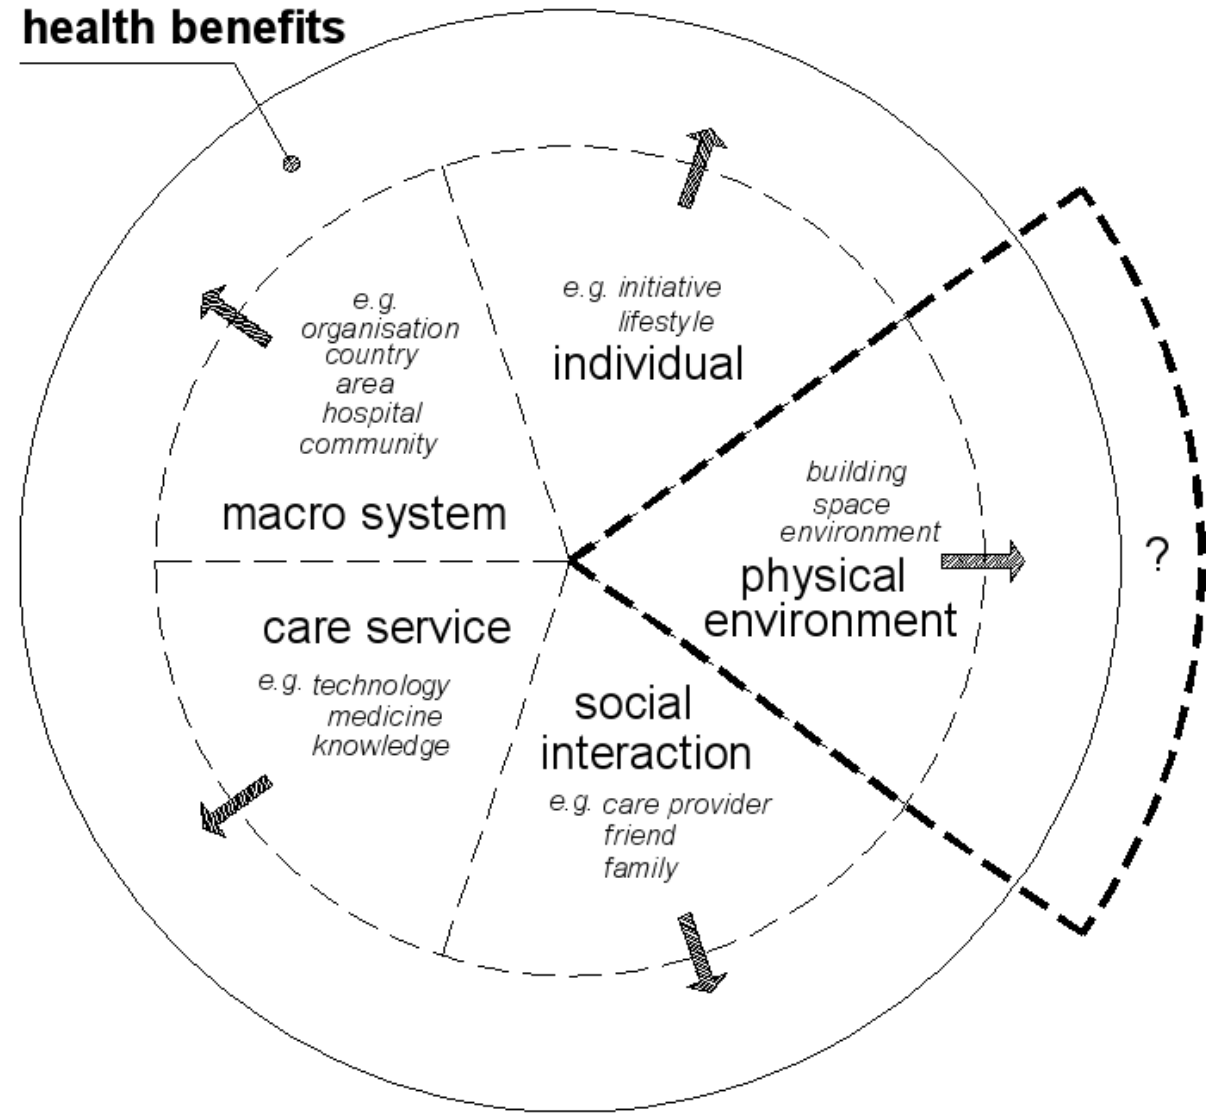 health benefits
e.g. initiative
lifestyle
individual
e.g.
organisation
country
area
hospital
community
macro system
building
space
environment
physical
environment
?
care service
e.g. technology
medicine
knowledge
social
interaction
e.g. care provider
friend
family